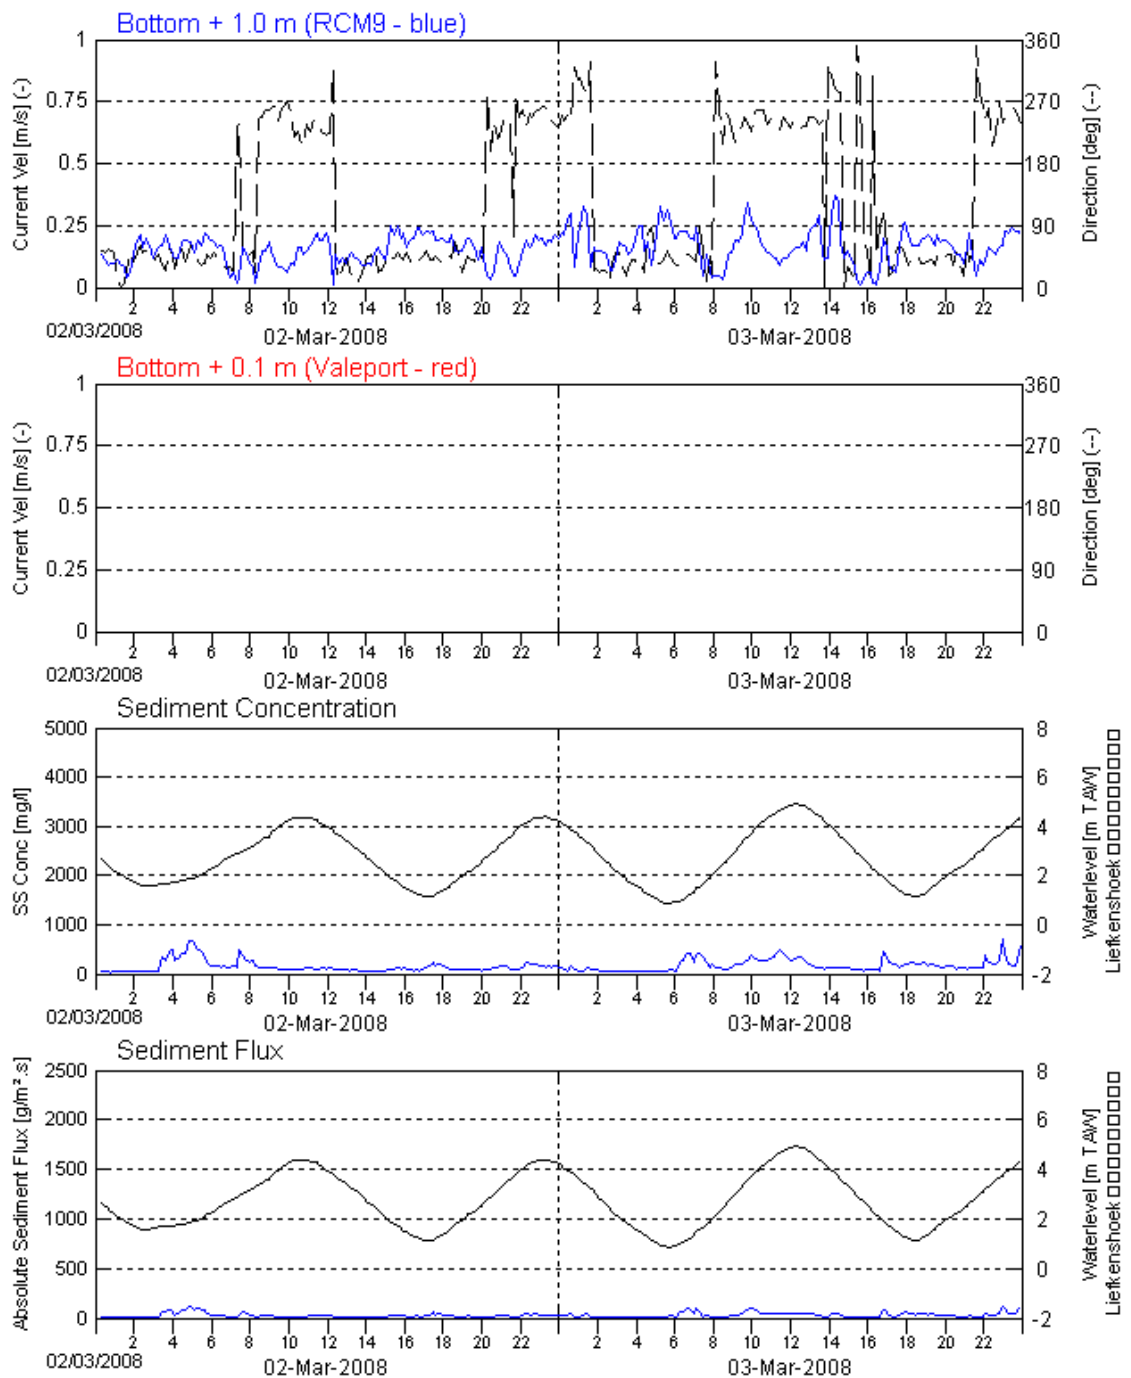 Bottom + 1.0 m (RCM9 - blue)
1 0.75 0.5 0.25 0
Current Vel [m/s] (-)
360 270 180 90 0
Direction [deg] (--)
2 4 6 8 10 12 14 16 18 20 22 2 4 6 8 10 12 14 16 18 20 22
02/03/2008 02-Mar-2008 03-Mar-2008
Bottom + 0.1 m (Valeport - red)
1 0.75 0.5 0.25 0
Current Vel [m/s] (-)
360 270 180 90 0
Direction [deg] (--)
2 4 6 8 10 12 14 16 18 20 22 2 4 6 8 10 12 14 16 18 20 22
02/03/2008 02-Mar-2008 03-Mar-2008
Sediment Concentration
5000 4000 3000 2000 1000 0
SS Conc [mg/l]
8 6 4 2 0 -2
Waterlevel [m TAW]
Liefkenshoek □□□□□□□□□
2 4 6 8 10 12 14 16 18 20 22 2 4 6 8 10 12 14 16 18 20 22
02/03/2008 02-Mar-2008 03-Mar-2008
Sediment Flux
2500 2000 1500 1000 500 0
Absolute Sediment Flux [g/m².s]
8 6 4 2 0 -2
Waterlevel [m TAW]
Liefkenshoek □□□□□□□□□
2 4 6 8 10 12 14 16 18 20 22 2 4 6 8 10 12 14 16 18 20 22
02/03/2008 02-Mar-2008 03-Mar-2008